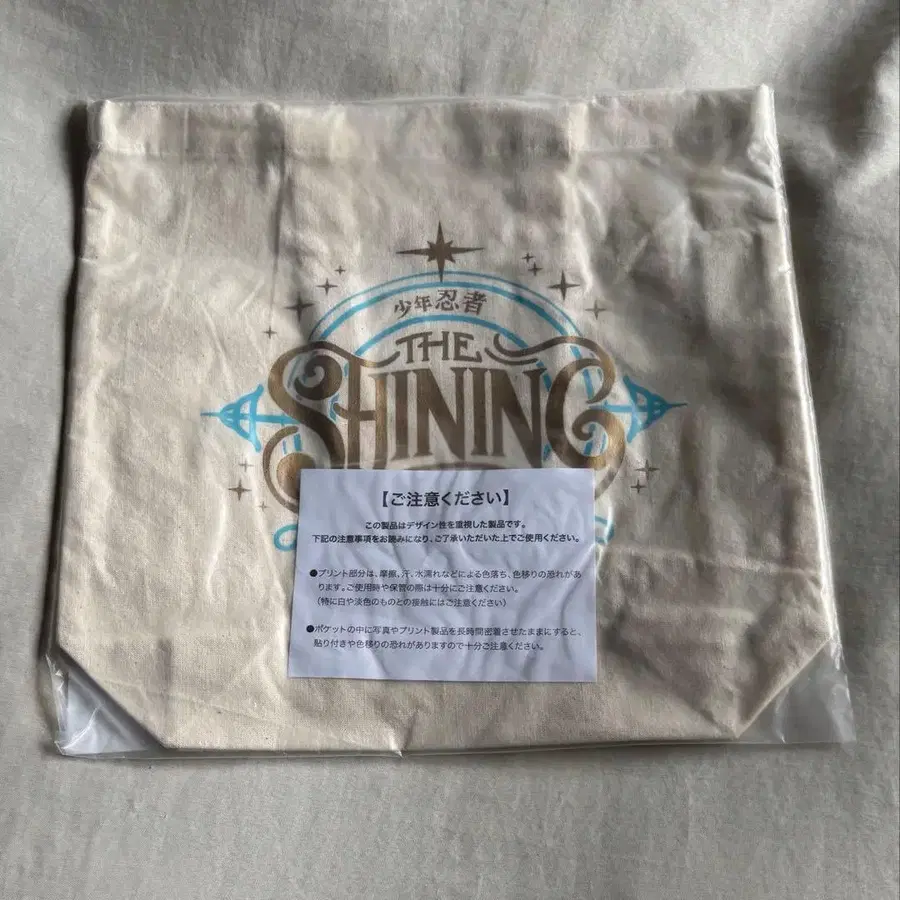 少年忍者
THE
SHINING
【ご注意ください】
この製品はデザイン性を重視した製品です。
下記の注意事項をお読みになり、ご了承いただいた上でご使用ください。
●プリント部分は、摩擦、汗、水濡れなどによる色落ち、色移りの恐れがあ
ります。ご使用時や保管の際は十分にご注意ください。
（特に白や淡色のものとの接触にはご注意ください）
●ポケットの中に写真やプリント製品を長時間密着させたままにすると、
貼り付きや色移りの恐れがありますので十分ご注意ください。